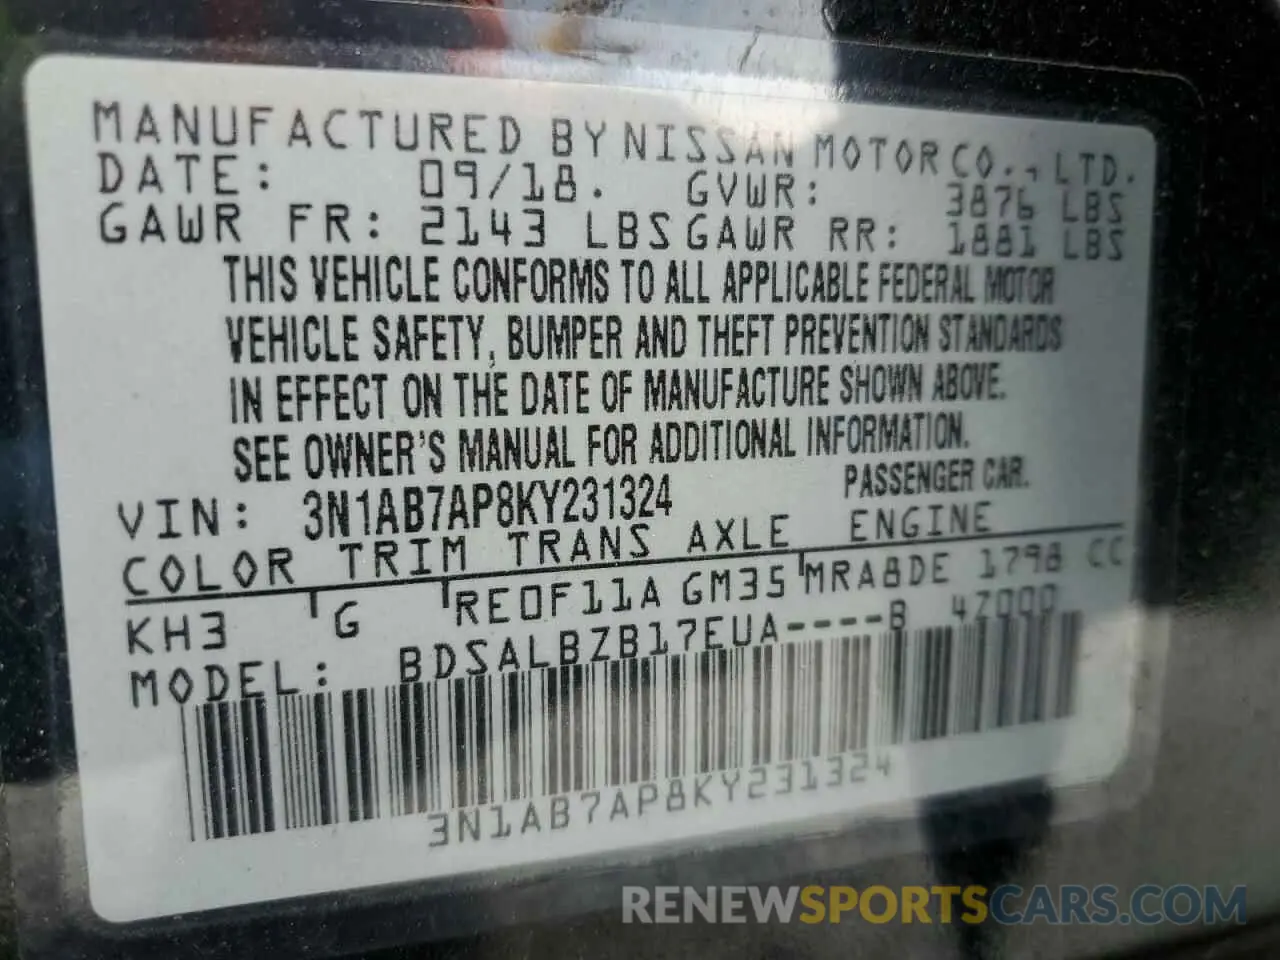 MANUFACTURED BY NISSAN MOTOR CO., LTD.
DATE: 09/18. GVWR: 3876 LBS
GAWR FR: 2143 LBS GAWR RR: 1881 LBS
THIS VEHICLE CONFORMS TO ALL APPLICABLE FEDERAL MOTOR
VEHICLE SAFETY, BUMPER AND THEFT PREVENTION STANDARDS
IN EFFECT ON THE DATE OF MANUFACTURE SHOWN ABOVE.
SEE OWNER'S MANUAL FOR ADDITIONAL INFORMATION.
VIN: 3N1AB7AP8KY231324 PASSENGER CAR.
COLOR TRIM TRANS AXLE ENGINE
KH3 G RE0F11A GM35 MRA8DE 1798 CC
MODEL: BDSALBZB17EUA----B 4Z000
3N1AB7AP8KY231324
RENEWSPORTSCARS.COM